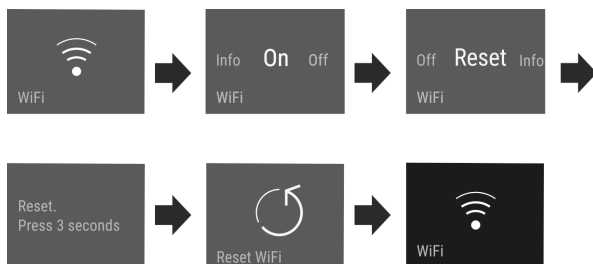 WiFi
Info On Off
WiFi
Off Reset Info
WiFi
Reset.
Press 3 seconds
Reset WiFi
WiFi